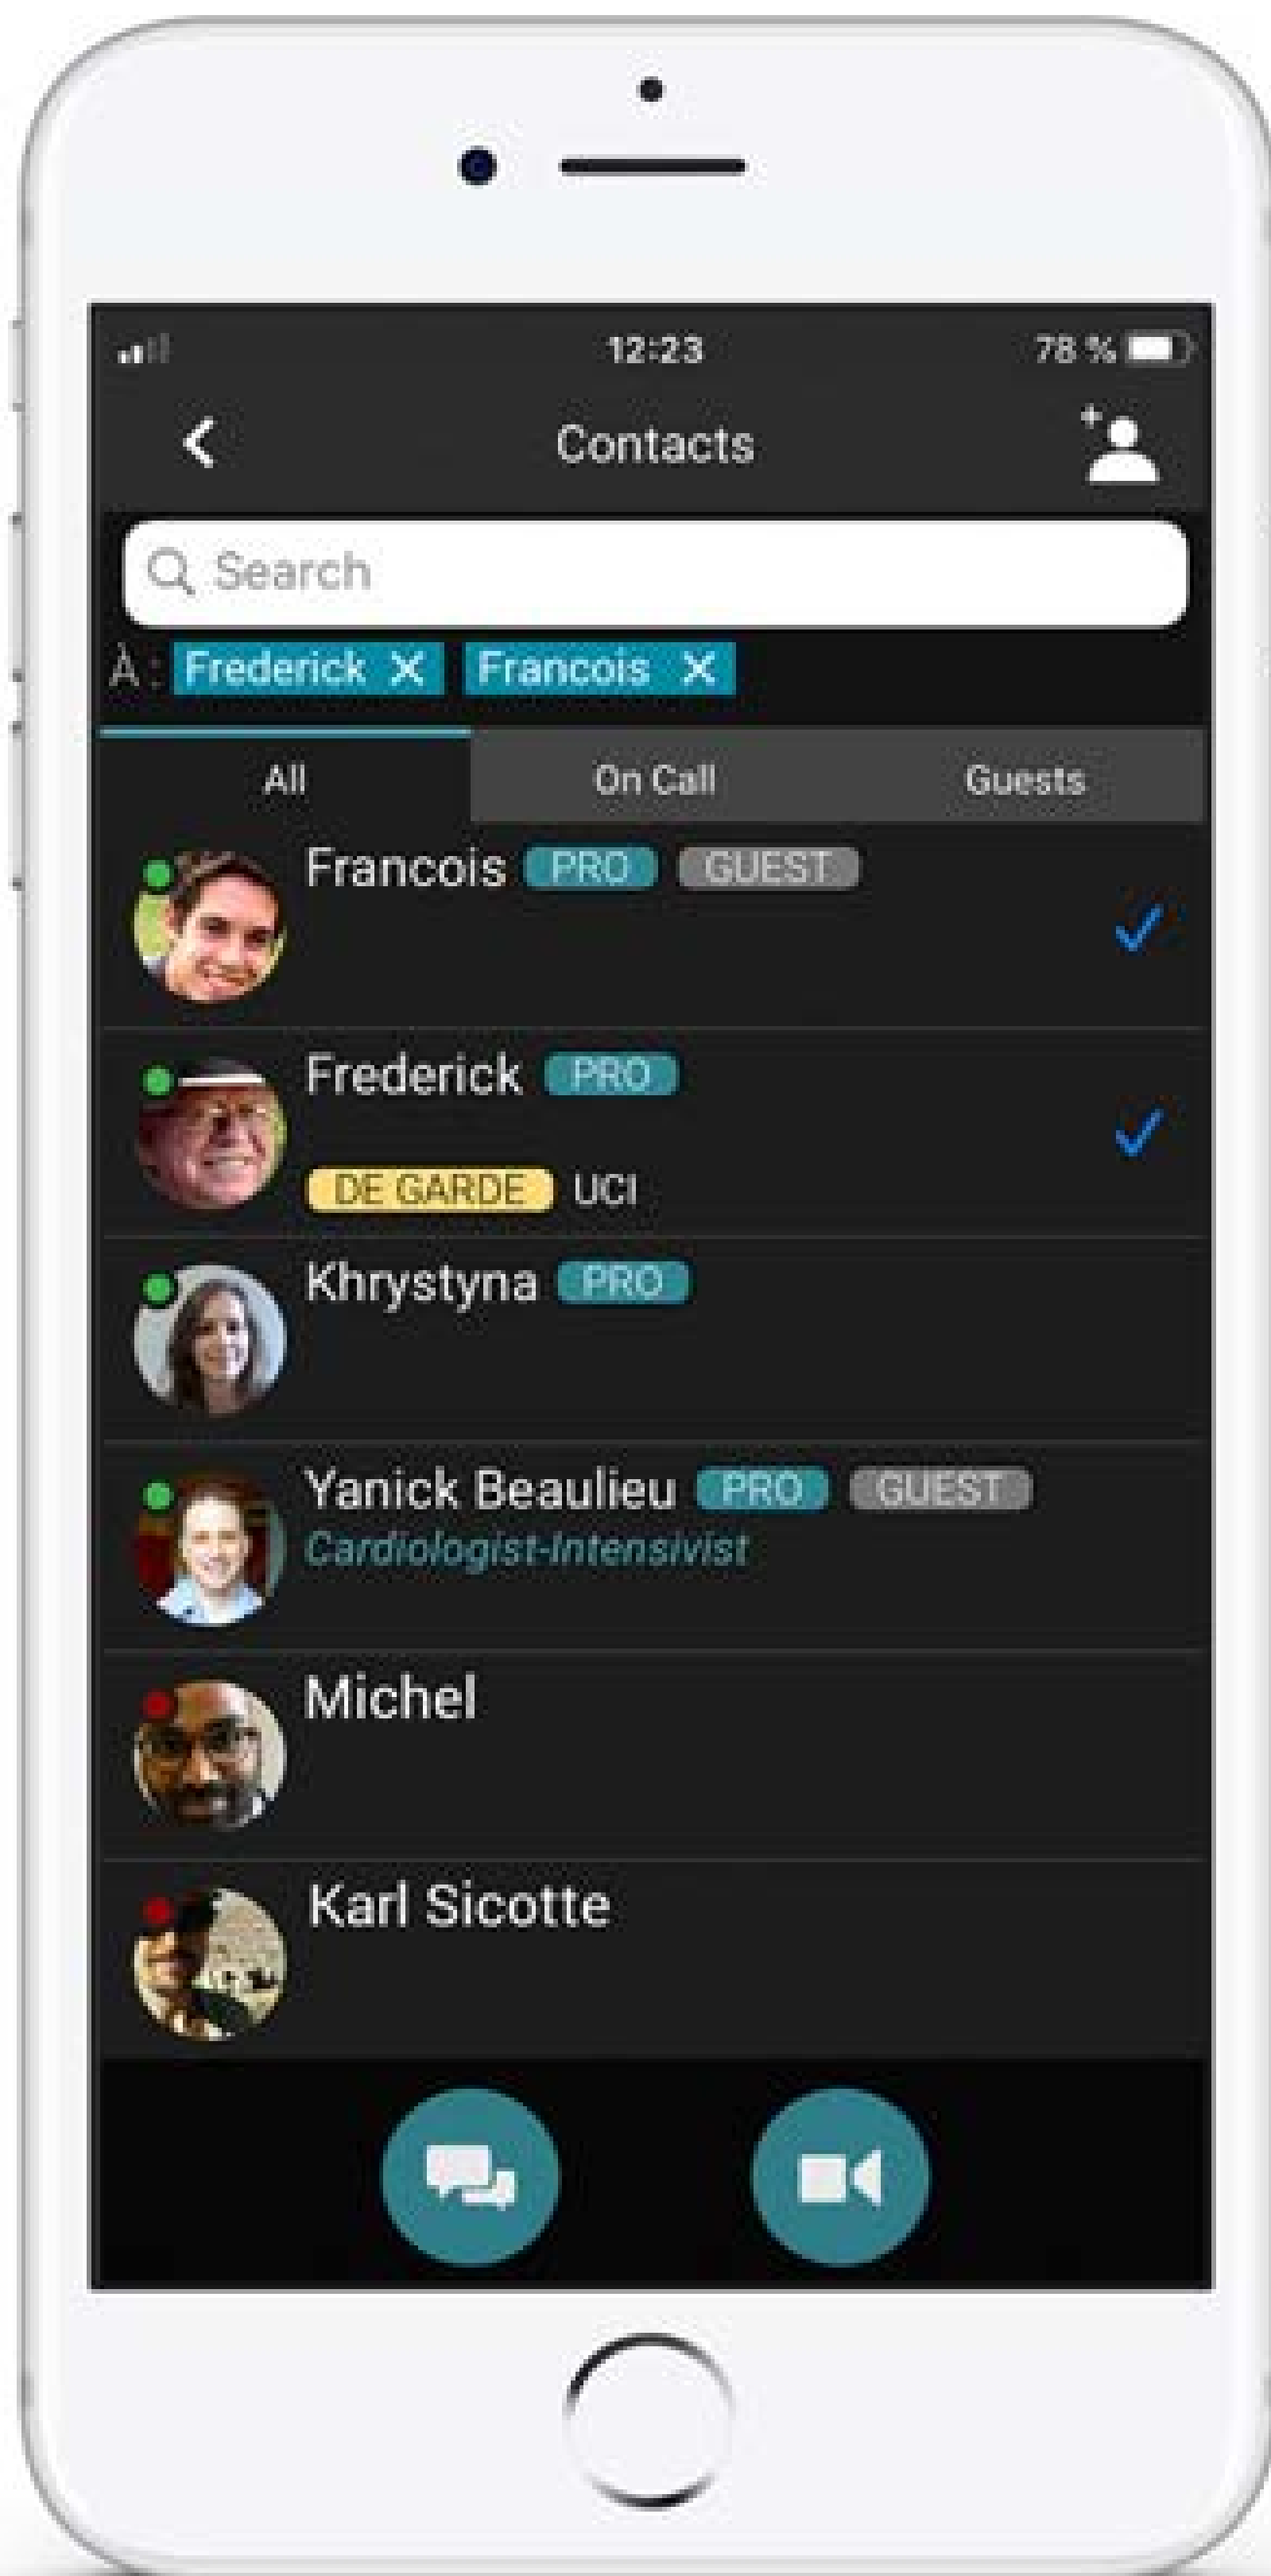 12:23 78 %
Contacts
Search
À : Frederick X Francois X
All On Call Guests
Francois PRO GUEST
Frederick PRO
DE GARDE UCI
Khrystyna PRO
Yanick Beaulieu PRO GUEST
Cardiologist-Intensivist
Michel
Karl Sicotte